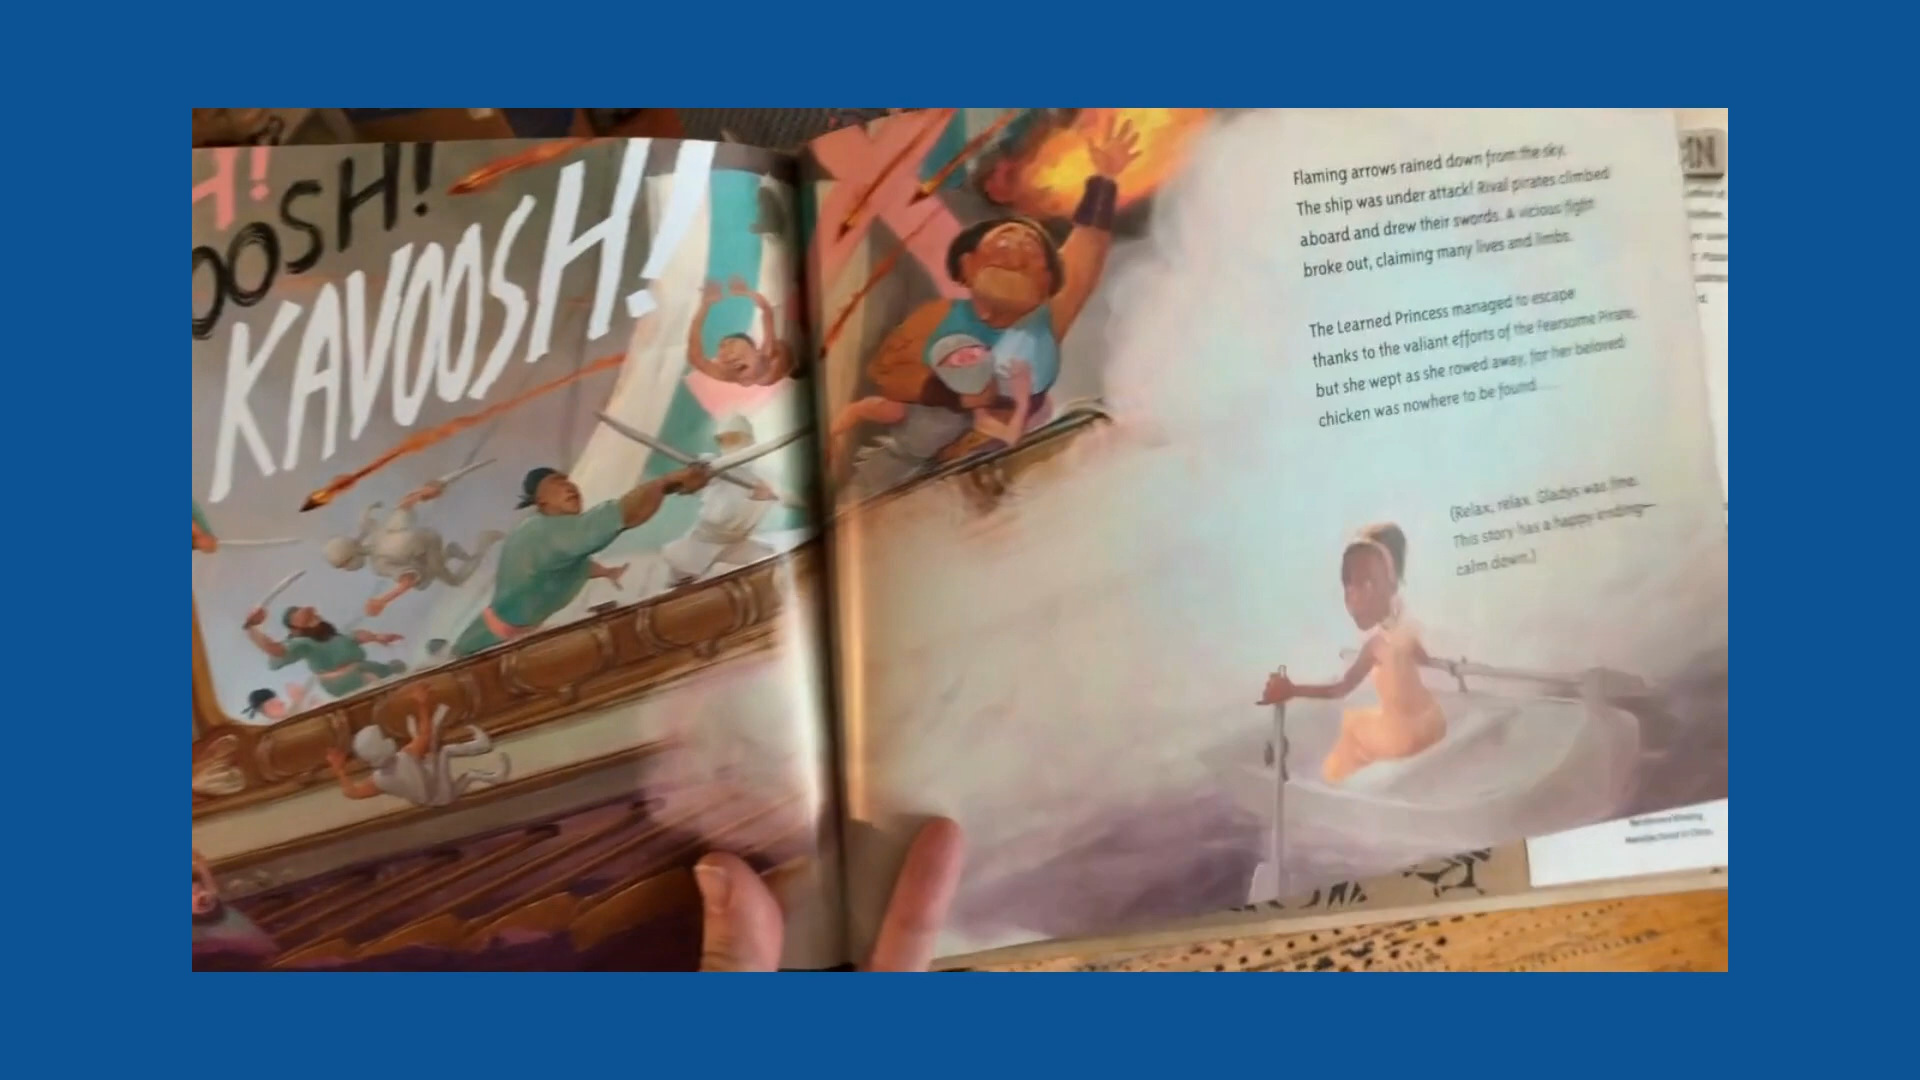 H!
OOSH!
KAVOOSH!
Flaming arrows rained down from the sky.
The ship was under attack! Rival pirates climbed
aboard and drew their swords. A vicious fight
broke out, claiming many lives and limbs.
The Learned Princess managed to escape
thanks to the valiant efforts of the Fearsome Pirate,
but she wept as she rowed away, for her beloved
chicken was nowhere to be found . . . .
(Relax, relax. Gladys was fine.
This story has a happy ending—
calm down.)